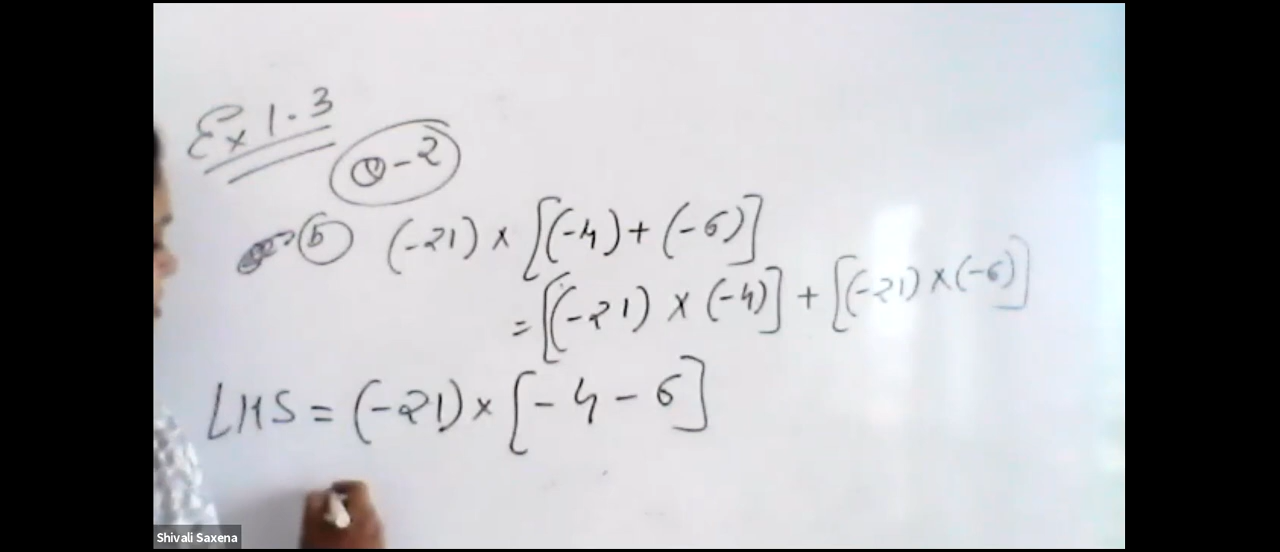 Ex 1.3
Q-2
(b) (-21) × [(-4) + (-6)]
= [(-21) × (-4)] + [(-21) × (-6)]
LHS = (-21) × [-4-6]
Shivali Saxena